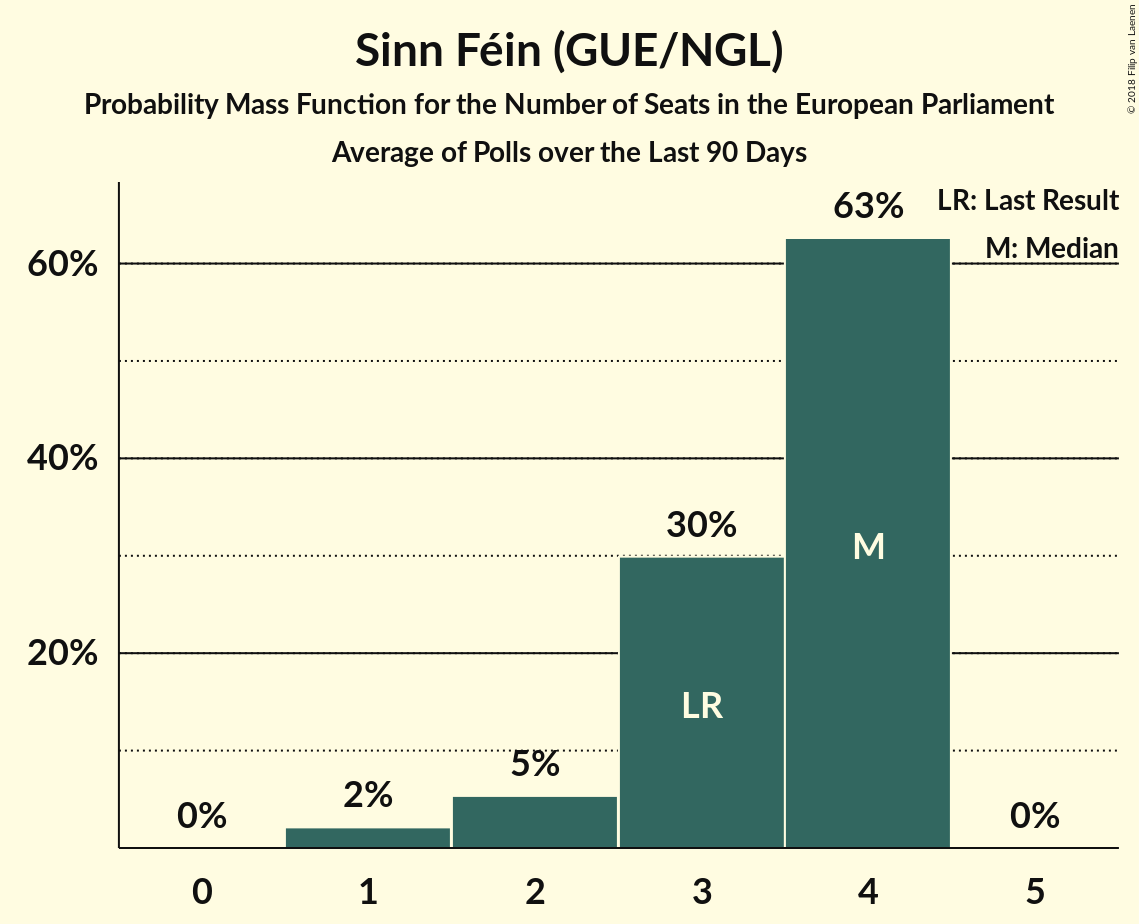 Sinn Féin (GUE/NGL)
Probability Mass Function for the Number of Seats in the European Parliament
Average of Polls over the Last 90 Days
© 2018 Filip van Laenen
LR: Last Result
M: Median
60%
40%
20%
0%
2%
5%
30%
63%
0%
LR
M
0 1 2 3 4 5